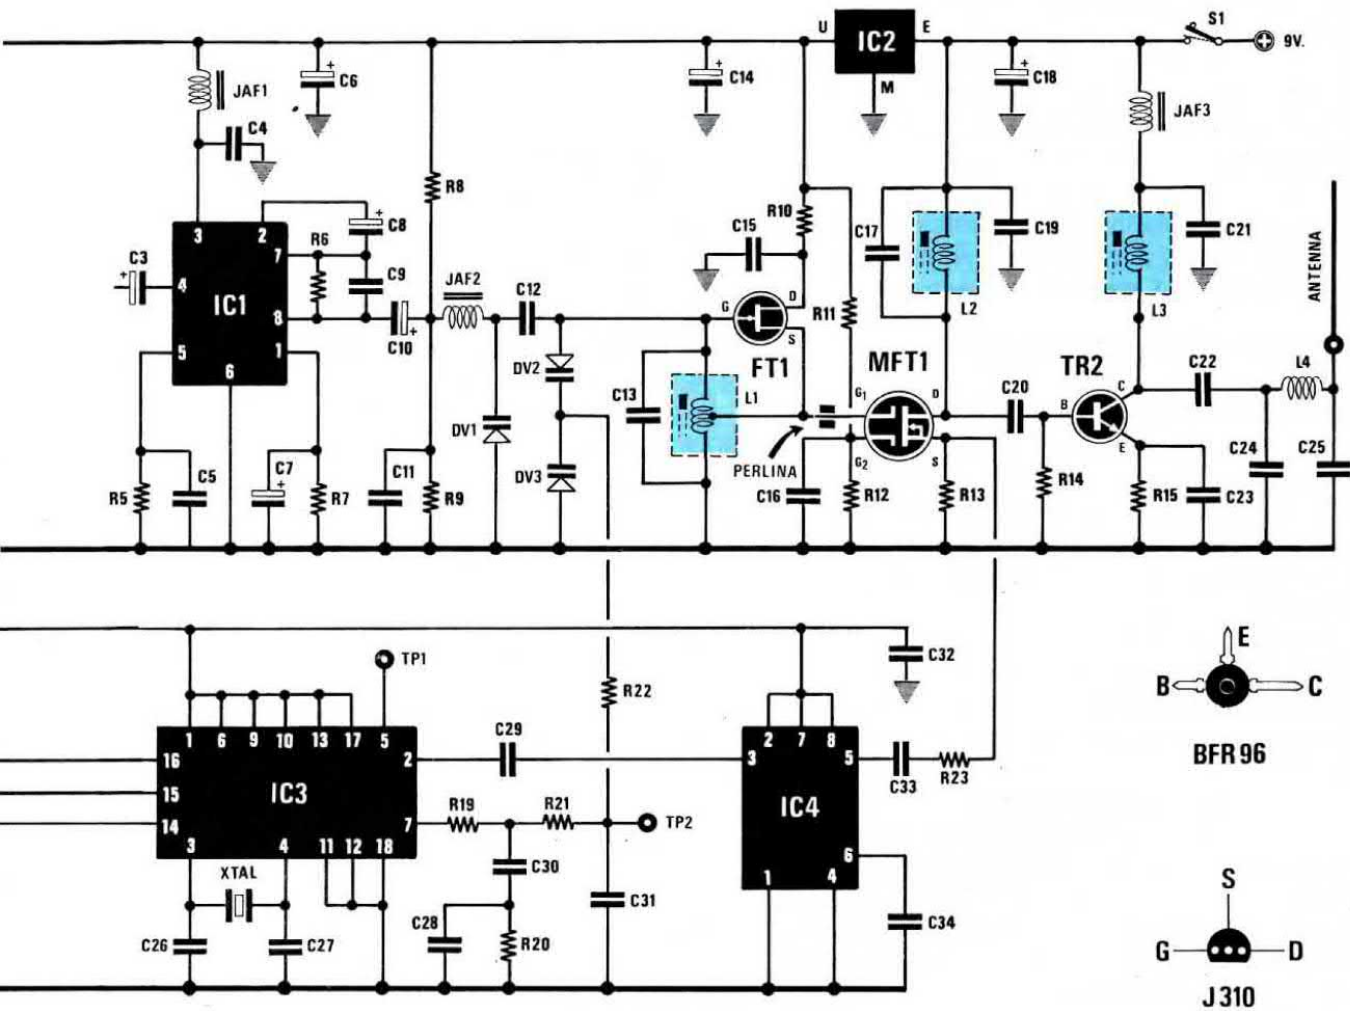 U IC2 E S1 9V.
M
JAF1 C6 C14 C18 JAF3
C4
R8
3 2 C8 R10 C15 C17 C19 C21
7 R6
C3 4 IC1 C9 JAF2 C12 G D R11 L2 L3 ANTENNA
8 C10 S
5 1 DV2 FT1 MFT1 TR2 C22 L4
6 C13 L1 G1 D C20 B C
DV1 PERLINA G2 S E C24 C25
R5 C5 C7 R7 C11 R9 DV3 C16 R12 R13 R14 R15 C23
C32
TP1 R22 E
B C
BFR 96
1 6 9 10 13 17 5 C29 2 7 8
16 2 3 5
15 IC3 R19 R21 IC4 C33 R23
14 7 TP2
3 4 11 12 18 6
XTAL C30 1 4 S
C28 C31 C34
C26 C27 R20 G D
J310